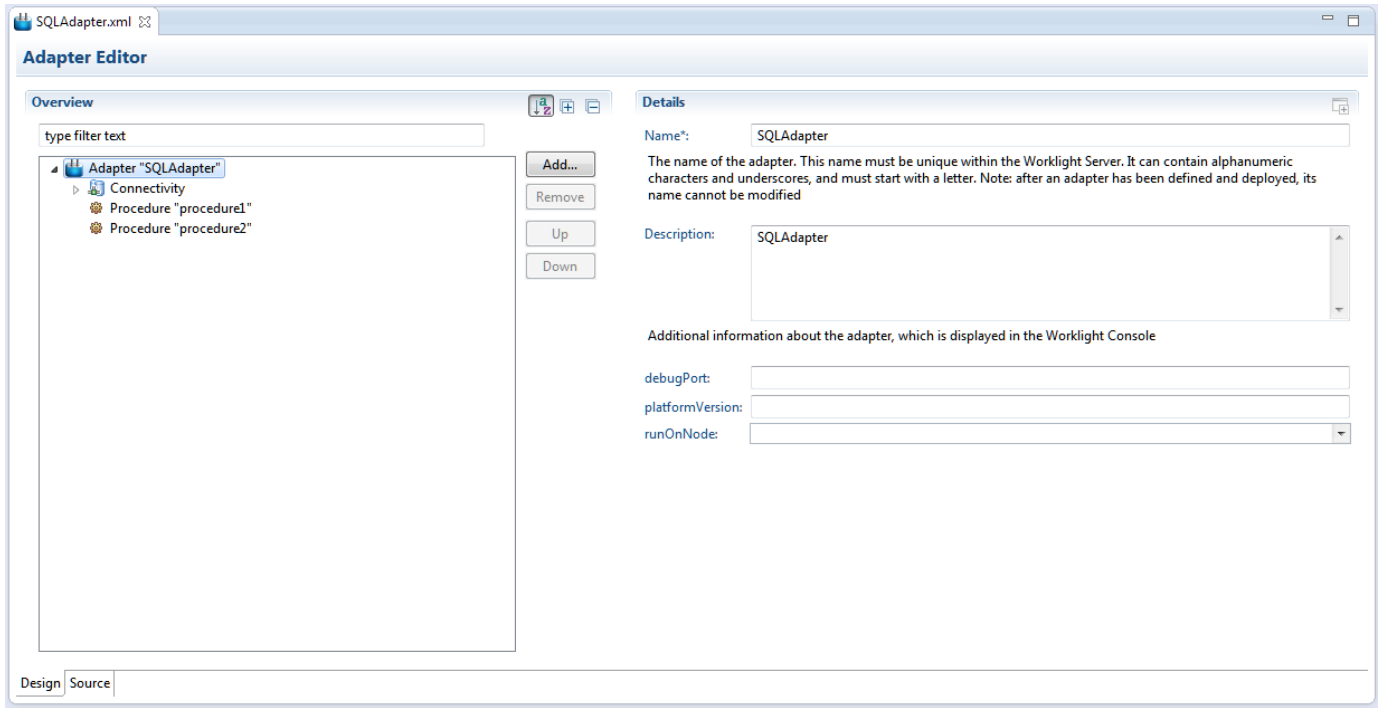 SQLAdapter.xml
Adapter Editor
Overview
type filter text
Adapter "SQLAdapter"
Connectivity
Procedure "procedure1"
Procedure "procedure2"
Add...
Remove
Up
Down
Details
Name*: SQLAdapter
The name of the adapter. This name must be unique within the Worklight Server. It can contain alphanumeric
characters and underscores, and must start with a letter. Note: after an adapter has been defined and deployed, its
name cannot be modified
Description: SQLAdapter
Additional information about the adapter, which is displayed in the Worklight Console
debugPort:
platformVersion:
runOnNode:
Design Source